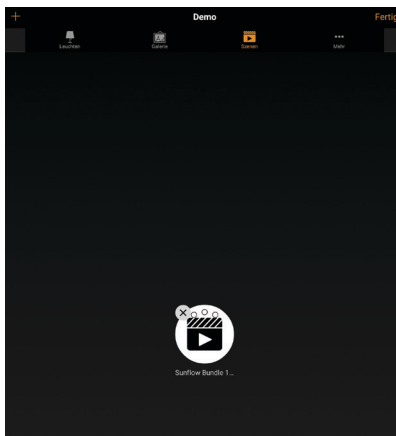 + Demo Fertig
Leuchten Galerie Szenen Mehr
Sunflow Bundle 1...